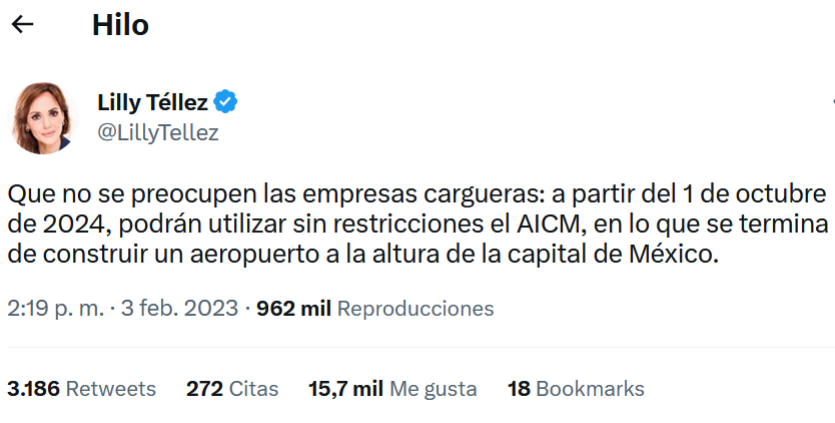 ← Hilo
Lilly Téllez
@LillyTellez
Que no se preocupen las empresas cargueras: a partir del 1 de octubre
de 2024, podrán utilizar sin restricciones el AICM, en lo que se termina
de construir un aeropuerto a la altura de la capital de México.
2:19 p. m. · 3 feb. 2023 · 962 mil Reproducciones
3.186 Retweets 272 Citas 15,7 mil Me gusta 18 Bookmarks